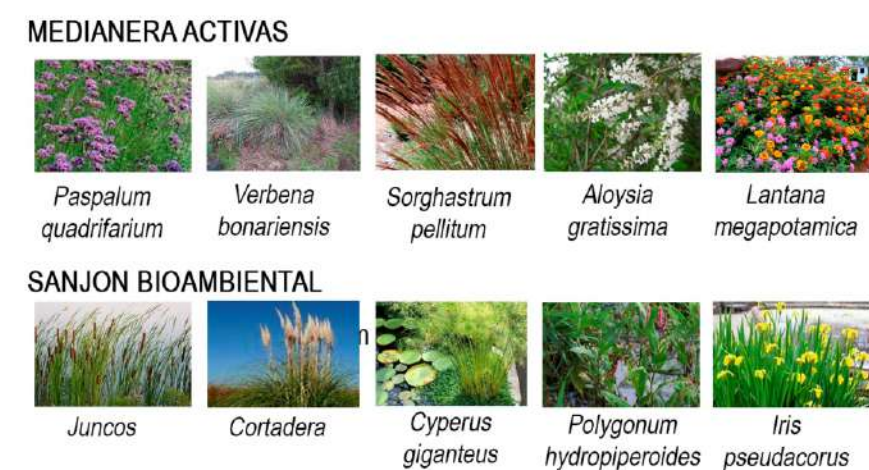 MEDIANERA ACTIVAS
Paspalum
quadrifarium
Verbena
bonariensis
Sorghastrum
pellitum
Aloysia
gratissima
Lantana
megapotamica
SANJON BIOAMBIENTAL
Juncos
Cortadera
Cyperus
giganteus
Polygonum
hydropiperoides
Iris
pseudacorus